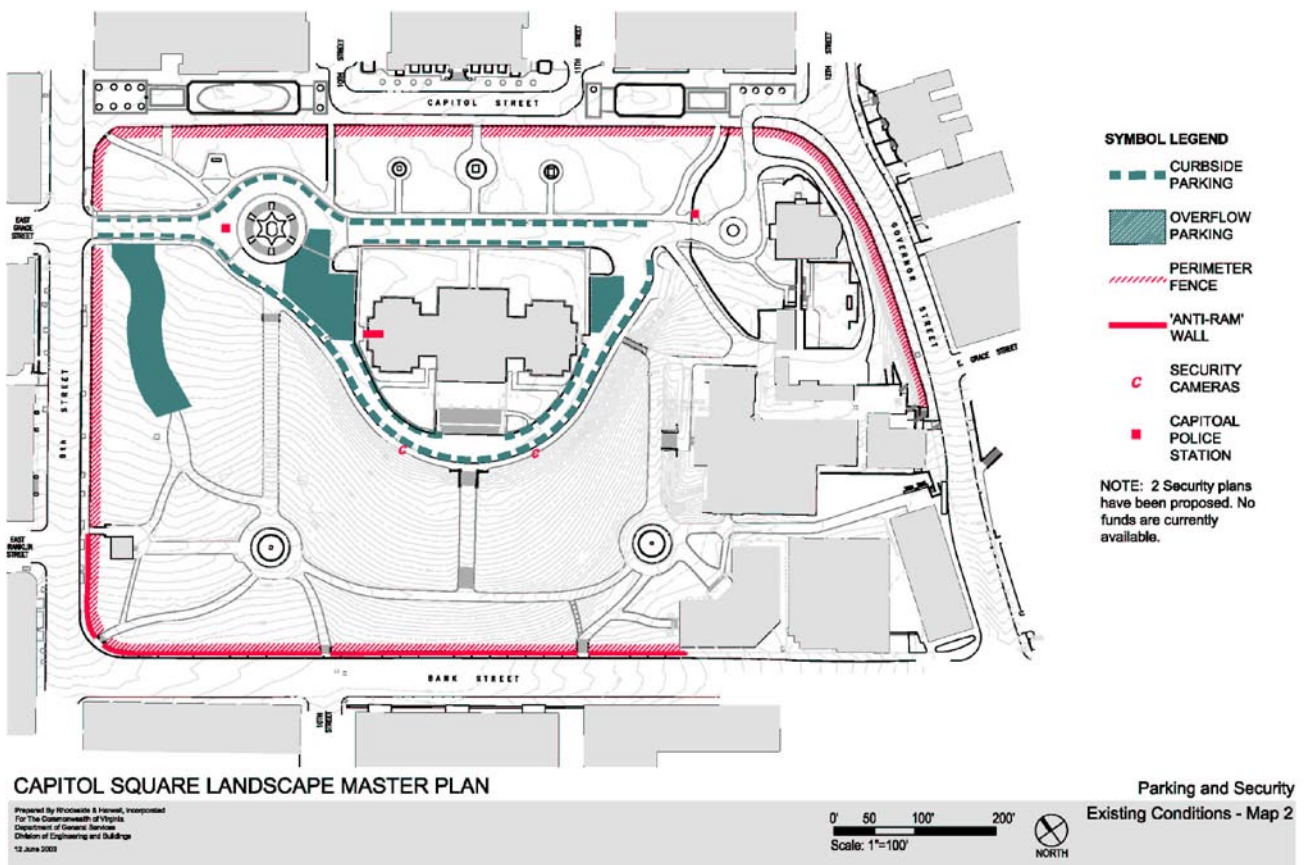 10TH
STREET
11TH
STREET
12TH
STREET
CAPITOL STREET
EAST
GRACE
STREET
GOVERNOR STREET
E. GRACE STREET
9th STREET
EAST
FRANKLIN
STREET
BANK STREET
10TH
STREET
SYMBOL LEGEND
CURBSIDE
PARKING
OVERFLOW
PARKING
PERIMETER
FENCE
'ANTI-RAM'
WALL
C
C
C
SECURITY
CAMERAS
CAPITOAL
POLICE
STATION
NOTE: 2 Security plans
have been proposed. No
funds are currently
available.
CAPITOL SQUARE LANDSCAPE MASTER PLAN
Prepared By Rhodeside & Harwell, Incorporated
For The Commonwealth of Virginia
Department of General Services
Division of Engineering and Buildings
12 June 2003
0' 50 100' 200'
Scale: 1"=100'
NORTH
Parking and Security
Existing Conditions - Map 2